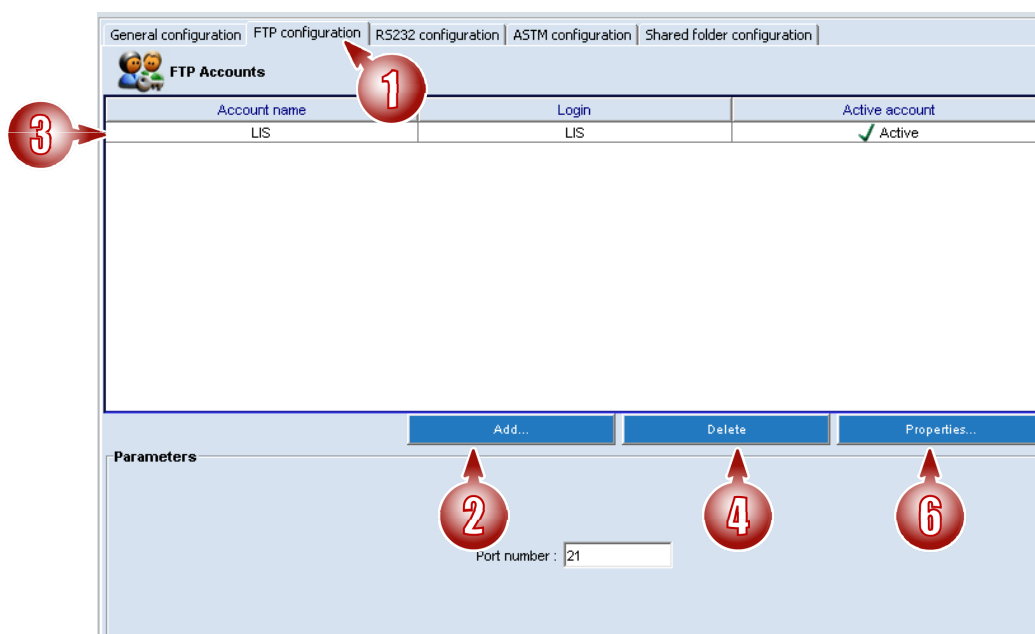 General configuration FTP configuration RS232 configuration ASTM configuration Shared folder configuration
FTP Accounts
1
Account name Login Active account
3
LIS LIS Active
Add... Delete Properties...
Parameters
2 4 6
Port number : 21